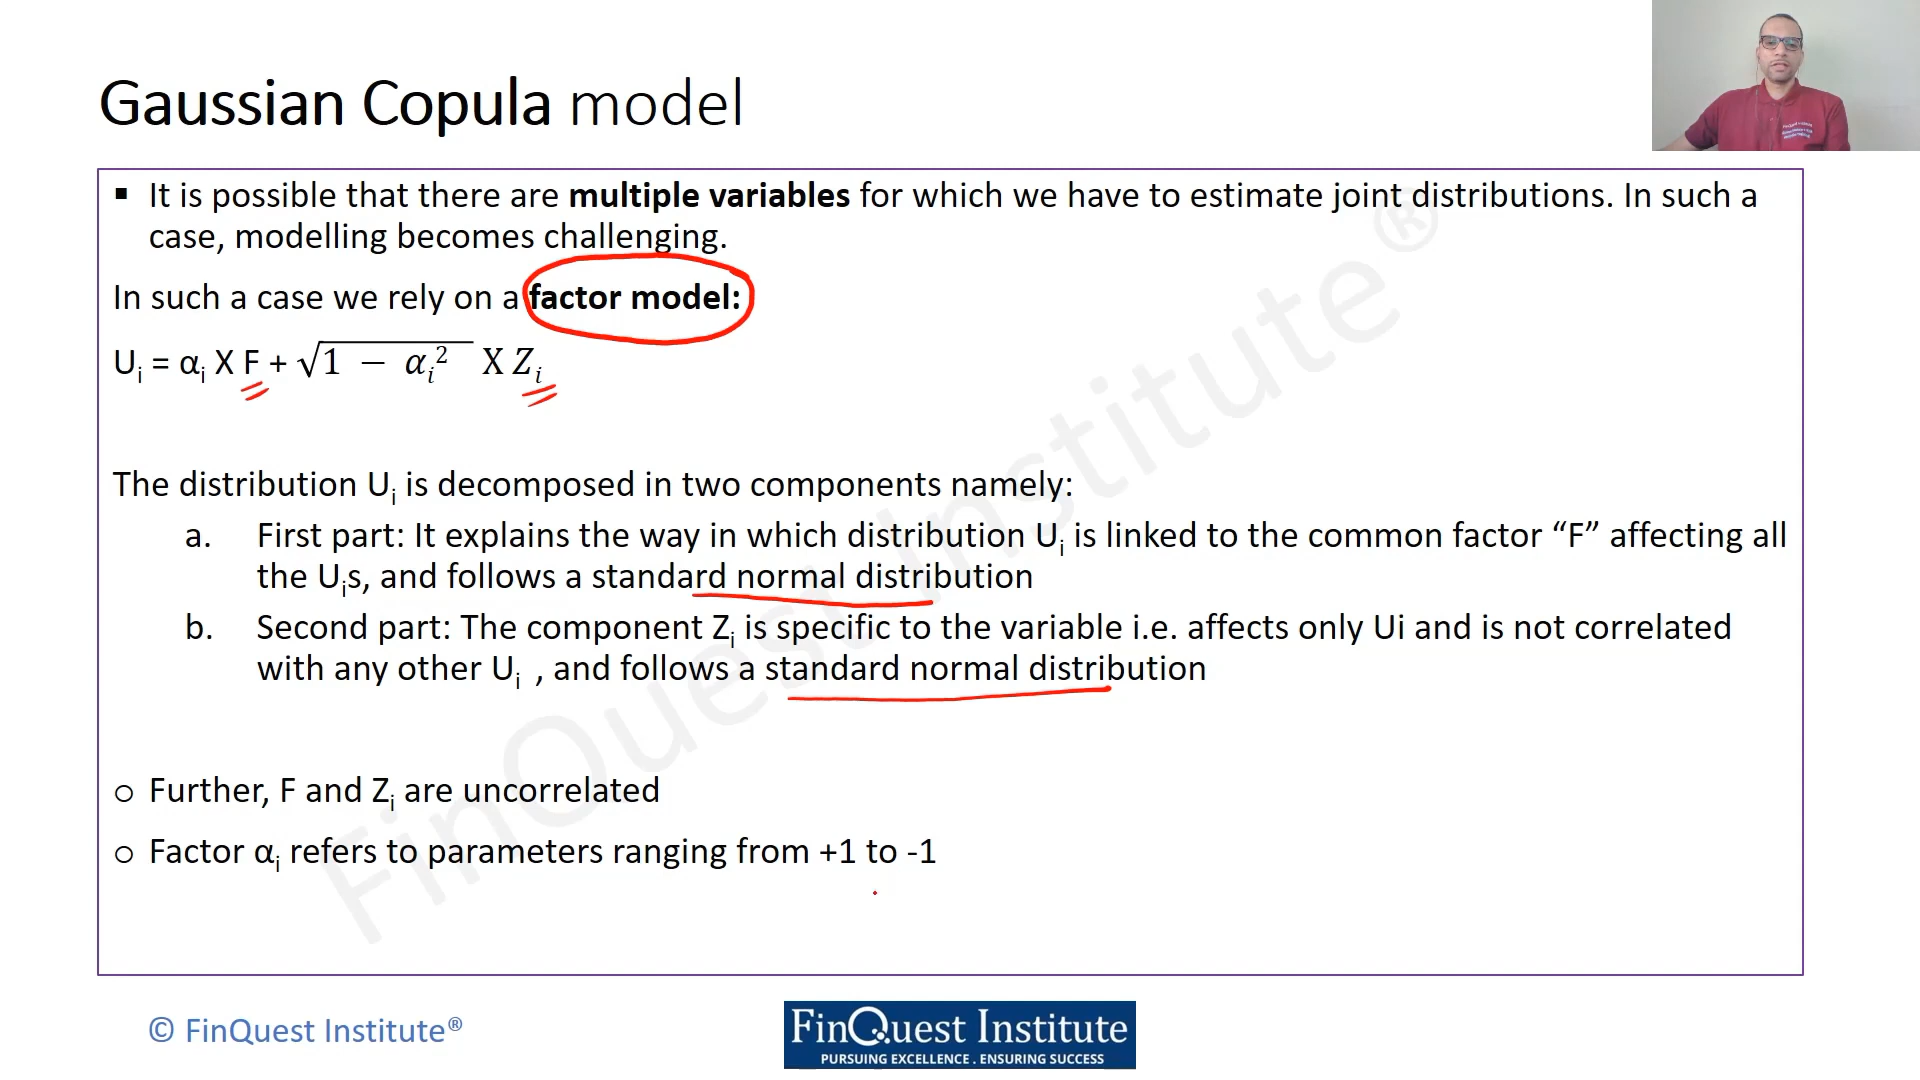 Gaussian Copula model
▪ It is possible that there are multiple variables for which we have to estimate joint distributions. In such a
case, modelling becomes challenging.
In such a case we rely on a factor model:
Uᵢ = αᵢ X F + √1 − αᵢ² X Zᵢ
The distribution Uᵢ is decomposed in two components namely:
a. First part: It explains the way in which distribution Uᵢ is linked to the common factor “F” affecting all
the Uᵢs, and follows a standard normal distribution
b. Second part: The component Zᵢ is specific to the variable i.e. affects only Ui and is not correlated
with any other Uᵢ , and follows a standard normal distribution
○ Further, F and Zᵢ are uncorrelated
○ Factor αᵢ refers to parameters ranging from +1 to -1
FinQuest Institute®
© FinQuest Institute®
FinQuest Institute
PURSUING EXCELLENCE . ENSURING SUCCESS